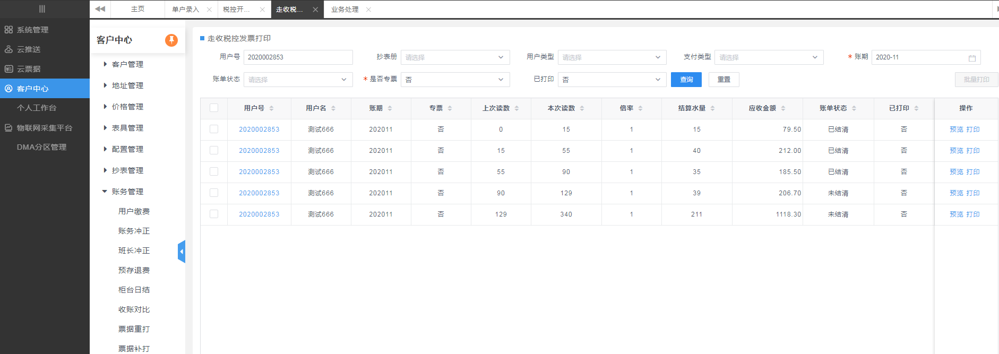 主页
单户录入
税控开...
走收税...
业务处理
系统管理
云推送
云票据
客户中心
个人工作台
物联网采集平台
DMA分区管理
客户中心
客户管理
地址管理
价格管理
表具管理
配置管理
抄表管理
账务管理
用户缴费
账务冲正
班长冲正
预存退费
柜台日结
收账对比
票据重打
票据补打
走收税控发票打印
用户号 2020002853 抄表册 请选择 用户类型 请选择 支付类型 请选择 * 账期 2020-11
账单状态 请选择 * 是否专票 否 已打印 否 查询 重置 批量打印
用户号 用户名 账期 专票 上次读数 本次读数 倍率 结算水量 应收金额 账单状态 已打印 操作
2020002853 测试666 202011 否 0 15 1 15 79.50 已结清 否 预览 打印
2020002853 测试666 202011 否 15 55 1 40 212.00 已结清 否 预览 打印
2020002853 测试666 202011 否 55 90 1 35 185.50 已结清 否 预览 打印
2020002853 测试666 202011 否 90 129 1 39 206.70 未结清 否 预览 打印
2020002853 测试666 202011 否 129 340 1 211 1118.30 未结清 否 预览 打印